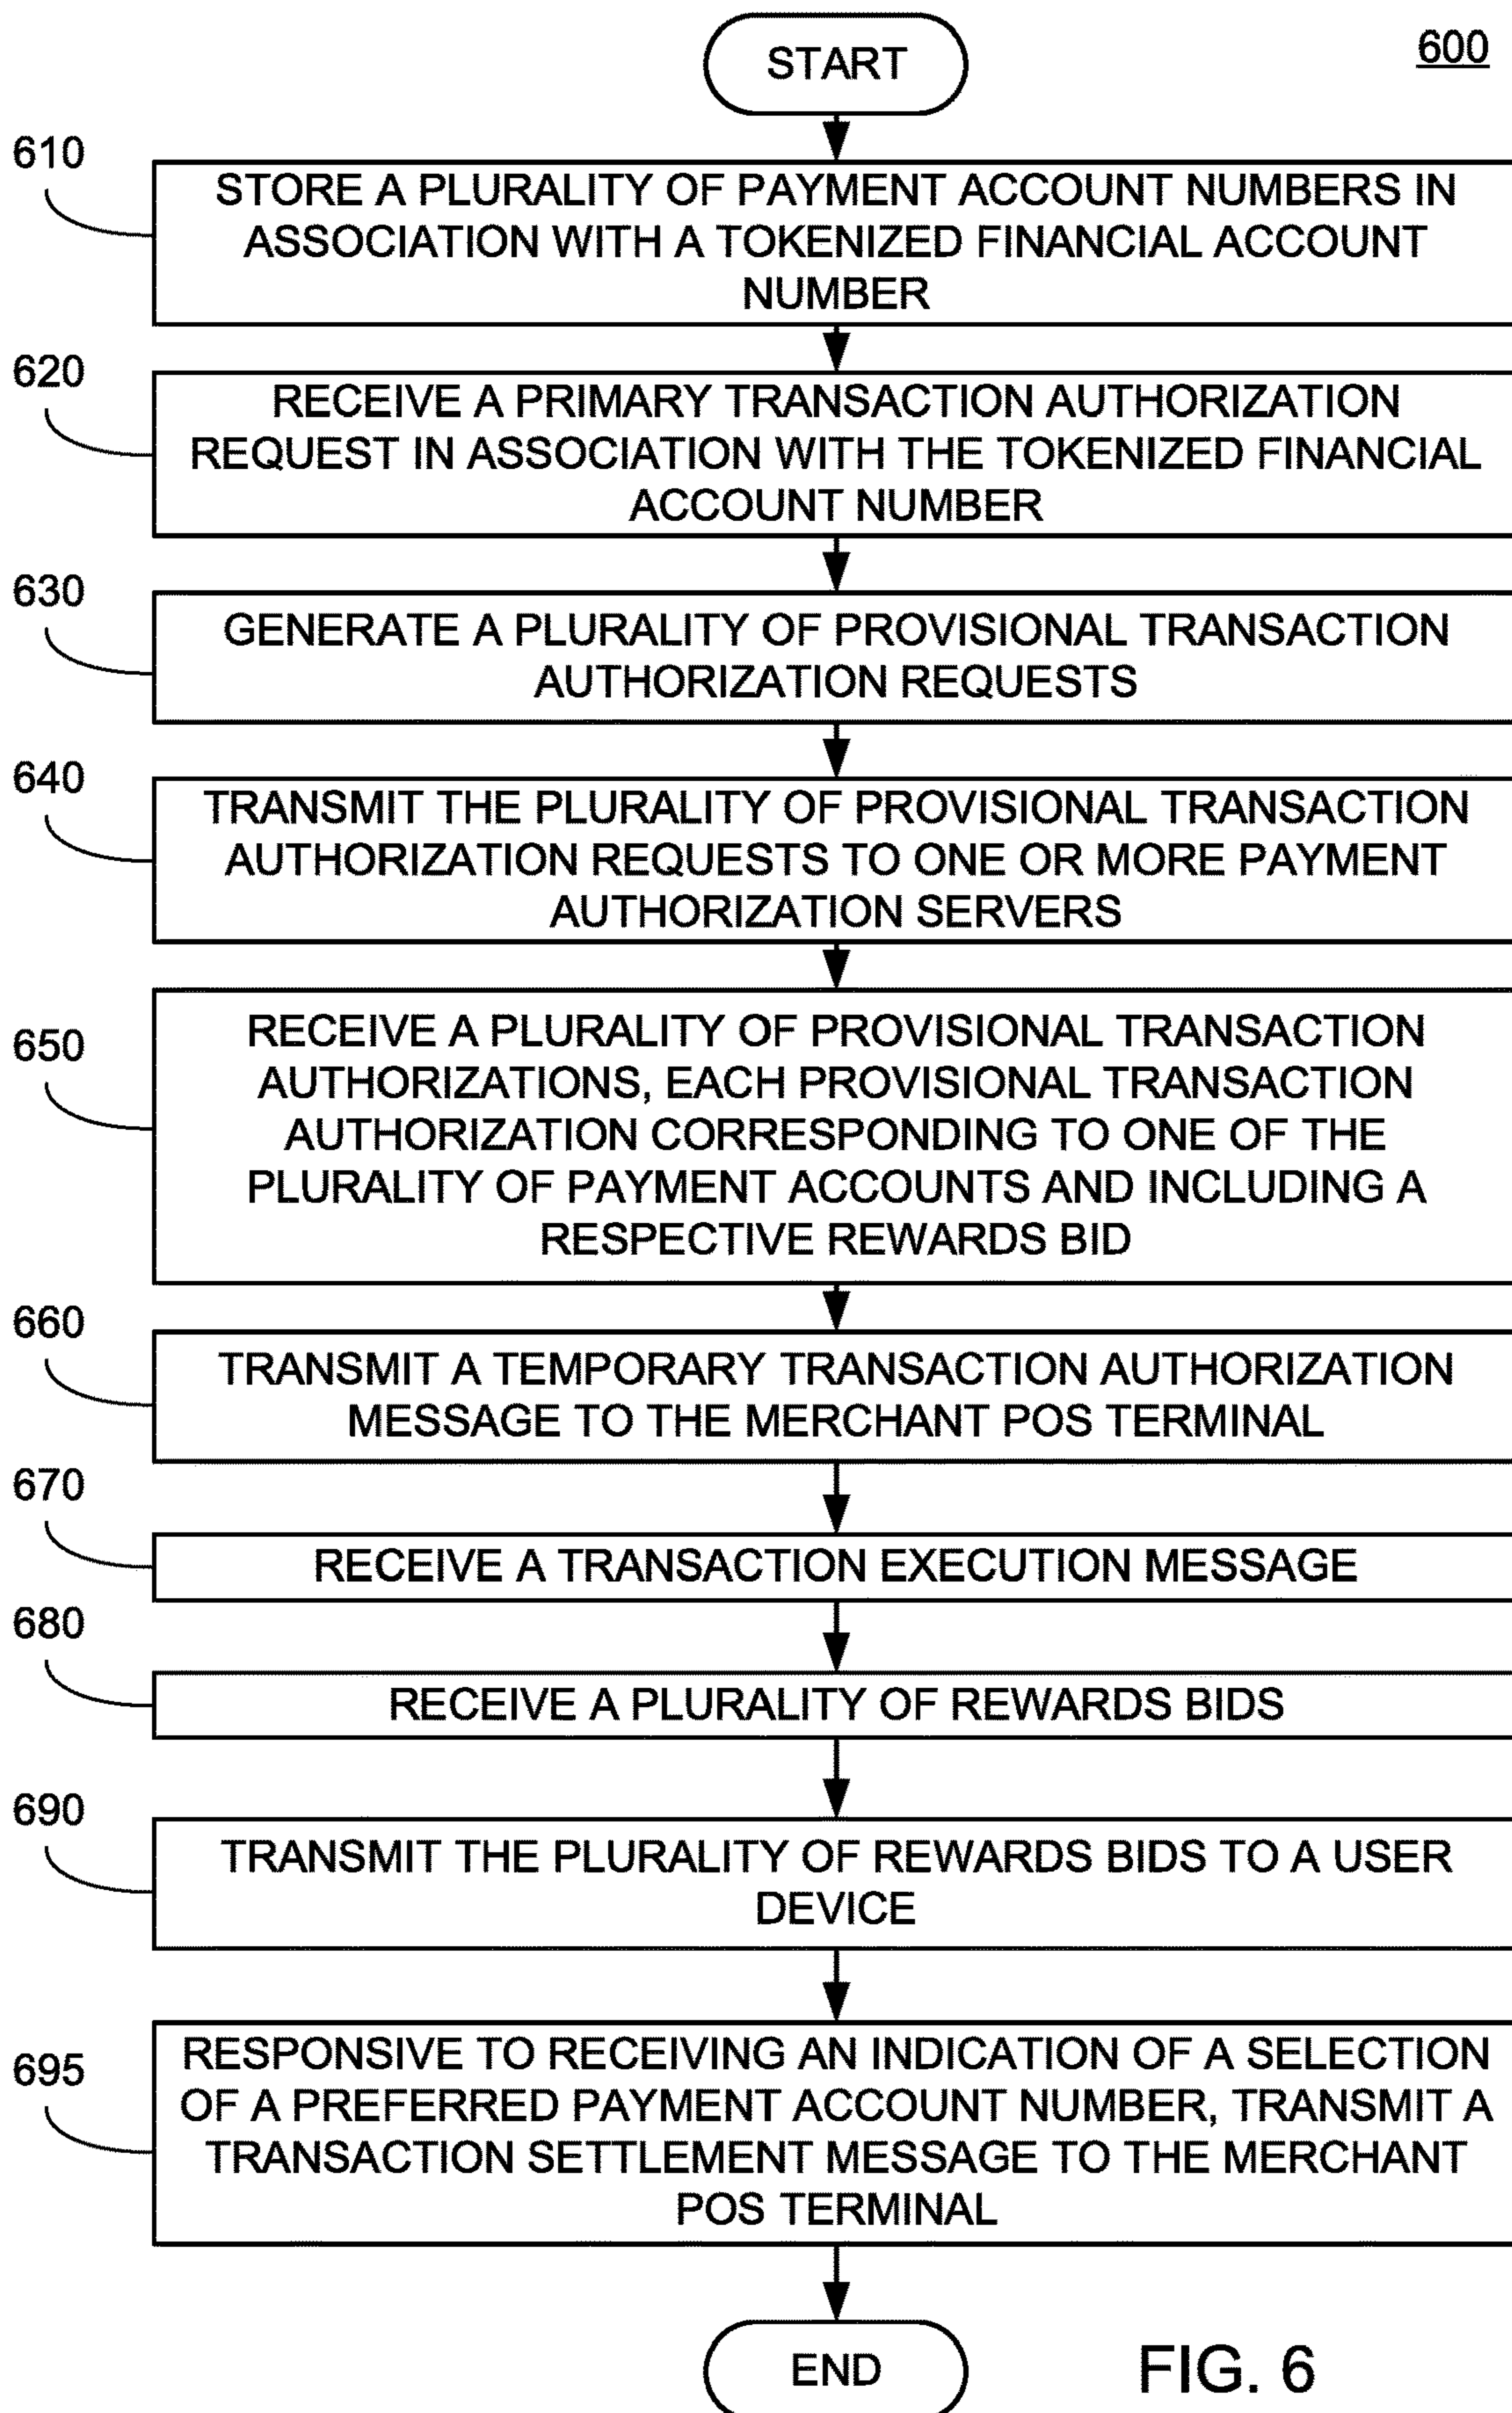 START
600
610
STORE A PLURALITY OF PAYMENT ACCOUNT NUMBERS IN
ASSOCIATION WITH A TOKENIZED FINANCIAL ACCOUNT
NUMBER
620
RECEIVE A PRIMARY TRANSACTION AUTHORIZATION
REQUEST IN ASSOCIATION WITH THE TOKENIZED FINANCIAL
ACCOUNT NUMBER
630
GENERATE A PLURALITY OF PROVISIONAL TRANSACTION
AUTHORIZATION REQUESTS
640
TRANSMIT THE PLURALITY OF PROVISIONAL TRANSACTION
AUTHORIZATION REQUESTS TO ONE OR MORE PAYMENT
AUTHORIZATION SERVERS
650
RECEIVE A PLURALITY OF PROVISIONAL TRANSACTION
AUTHORIZATIONS, EACH PROVISIONAL TRANSACTION
AUTHORIZATION CORRESPONDING TO ONE OF THE
PLURALITY OF PAYMENT ACCOUNTS AND INCLUDING A
RESPECTIVE REWARDS BID
660
TRANSMIT A TEMPORARY TRANSACTION AUTHORIZATION
MESSAGE TO THE MERCHANT POS TERMINAL
670
RECEIVE A TRANSACTION EXECUTION MESSAGE
680
RECEIVE A PLURALITY OF REWARDS BIDS
690
TRANSMIT THE PLURALITY OF REWARDS BIDS TO A USER
DEVICE
695
RESPONSIVE TO RECEIVING AN INDICATION OF A SELECTION
OF A PREFERRED PAYMENT ACCOUNT NUMBER, TRANSMIT A
TRANSACTION SETTLEMENT MESSAGE TO THE MERCHANT
POS TERMINAL
END
FIG. 6